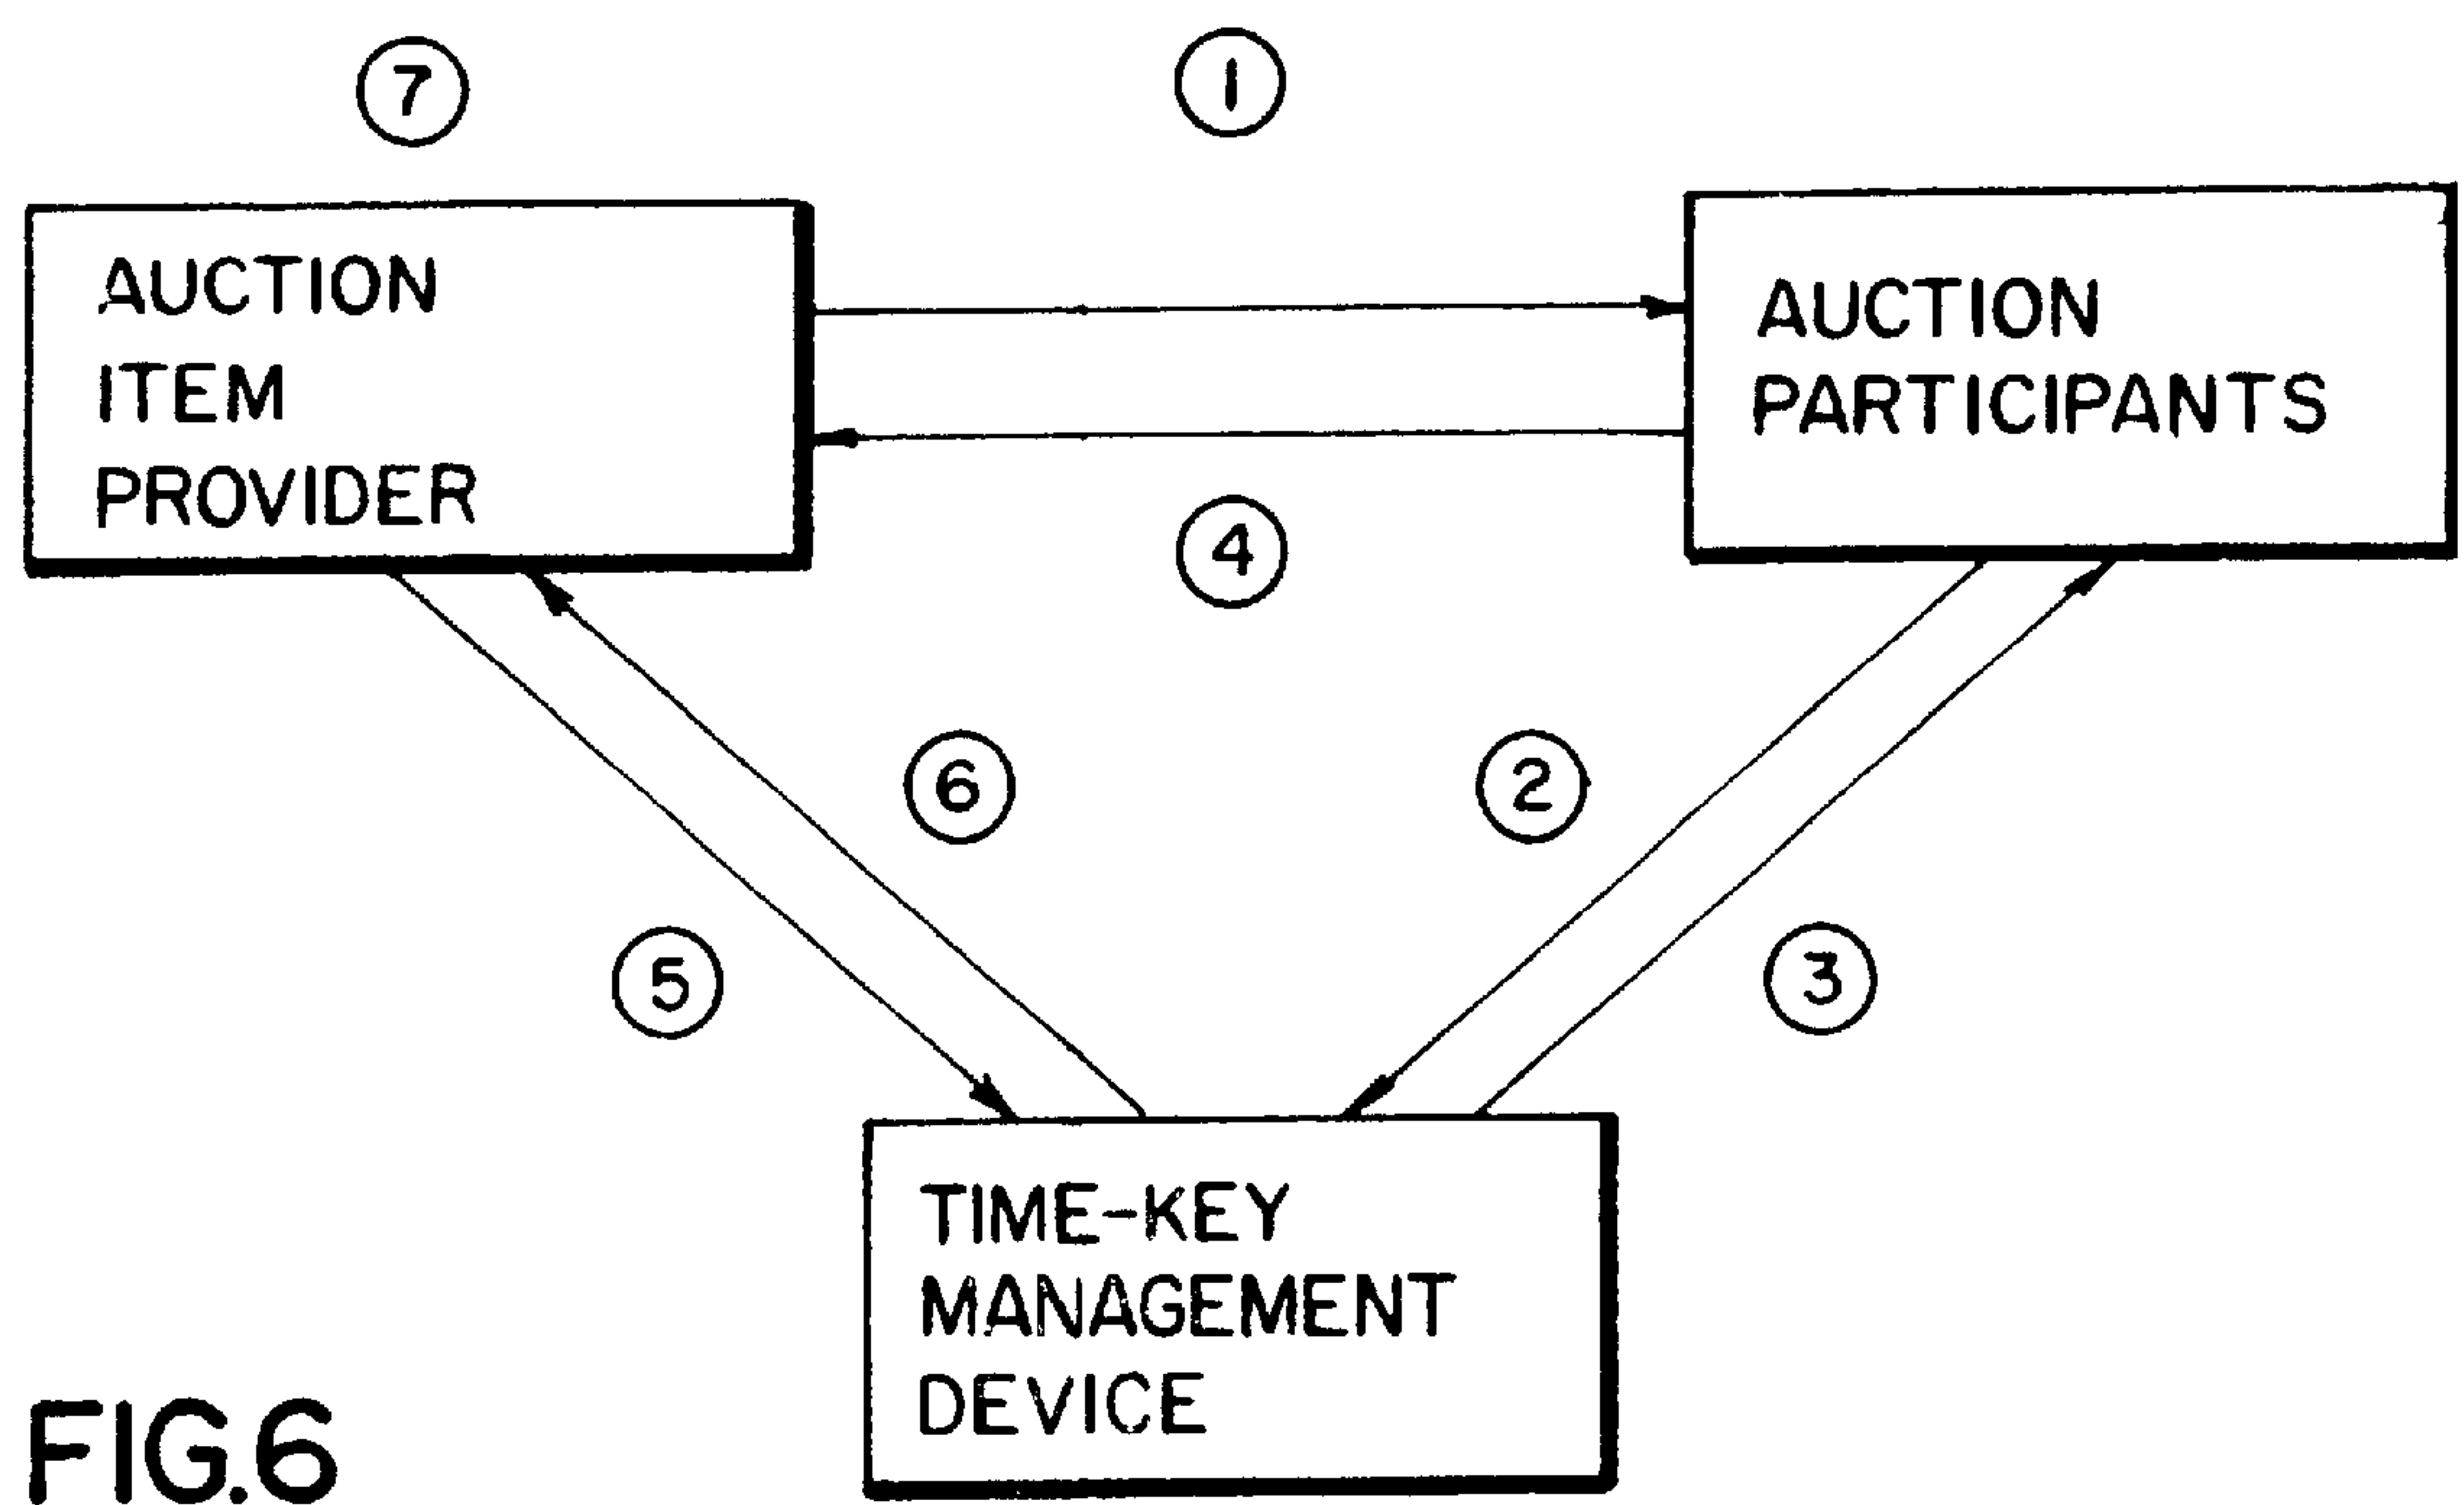 7
1
AUCTION
ITEM
PROVIDER
AUCTION
PARTICIPANTS
4
6
2
5
3
TIME-KEY
MANAGEMENT
DEVICE
FIG.6